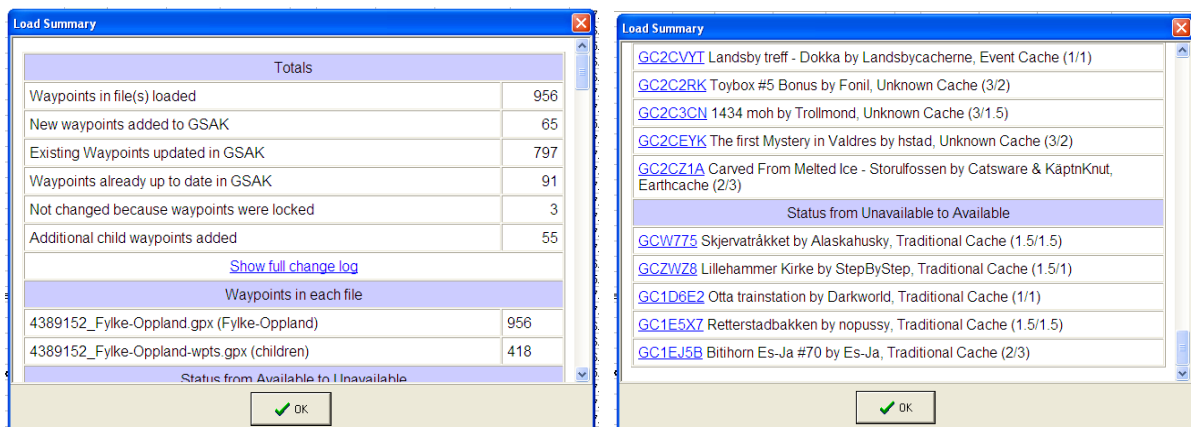 Load Summary
Totals
Waypoints in file(s) loaded 956
New waypoints added to GSAK 65
Existing Waypoints updated in GSAK 797
Waypoints already up to date in GSAK 91
Not changed because waypoints were locked 3
Additional child waypoints added 55
Show full change log
Waypoints in each file
4389152_Fylke-Oppland.gpx (Fylke-Oppland) 956
4389152_Fylke-Oppland-wpts.gpx (children) 418
Status from Available to Unavailable
OK
Load Summary
GC2CVYT Landsby treff - Dokka by Landsbycacherne, Event Cache (1/1)
GC2C2RK Toybox #5 Bonus by Fonil, Unknown Cache (3/2)
GC2C3CN 1434 moh by Trollmond, Unknown Cache (3/1.5)
GC2CEYK The first Mystery in Valdres by hstad, Unknown Cache (3/2)
GC2CZ1A Carved From Melted Ice - Storulfossen by Catsware & KäptnKnut,
Earthcache (2/3)
Status from Unavailable to Available
GCW775 Skjervatråkket by Alaskahusky, Traditional Cache (1.5/1.5)
GCZWZ8 Lillehammer Kirke by StepByStep, Traditional Cache (1.5/1)
GC1D6E2 Otta trainstation by Darkworld, Traditional Cache (1/1)
GC1E5X7 Retterstadbakken by nopussy, Traditional Cache (1.5/1.5)
GC1EJ5B Bitihorn Es-Ja #70 by Es-Ja, Traditional Cache (2/3)
OK